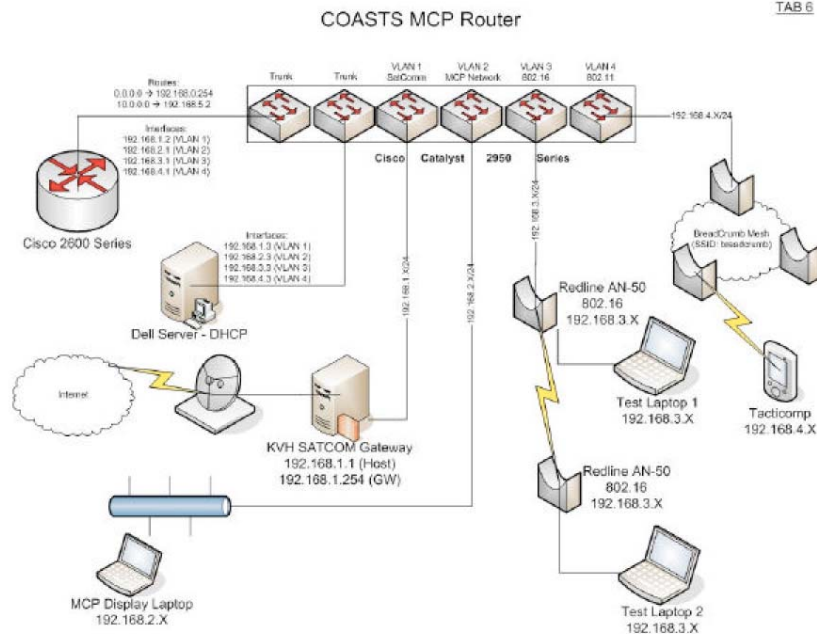 TAB 6
COASTS MCP Router
Routes:
0.0.0.0 → 192.168.0.254
10.0.0.0 → 192.168.5.2
Interfaces:
192.168.1.2 (VLAN 1)
192.168.2.1 (VLAN 2)
192.168.3.1 (VLAN 3)
192.168.4.1 (VLAN 4)
Cisco 2600 Series
Trunk
Trunk
VLAN 1
SatComm
VLAN 2
MCP Network
VLAN 3
802.16
VLAN 4
802.11
Cisco Catalyst 2950 Series
192.168.4.X/24
192.168.3.X/24
192.168.1.X/24
192.168.2.X/24
BreadCrumb Mesh
(SSID: breadcrumb)
Interfaces:
192.168.1.3 (VLAN 1)
192.168.2.3 (VLAN 2)
192.168.3.3 (VLAN 3)
192.168.4.3 (VLAN 4)
Dell Server - DHCP
Redline AN-50
802.16
192.168.3.X
Test Laptop 1
192.168.3.X
Tacticomp
192.168.4.X
Internet
KVH SATCOM Gateway
192.168.1.1 (Host)
192.168.1.254 (GW)
Redline AN-50
802.16
192.168.3.X
MCP Display Laptop
192.168.2.X
Test Laptop 2
192.168.3.X